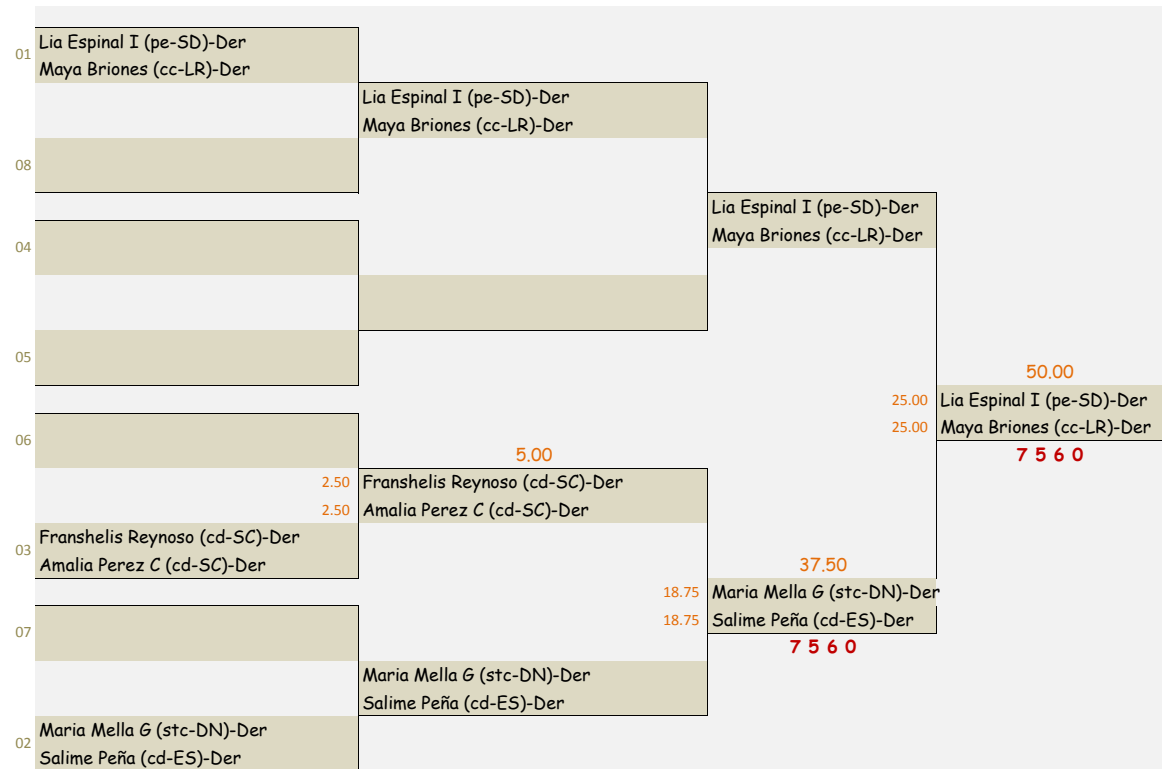 01
Lia Espinal I (pe-SD)-Der
Maya Briones (cc-LR)-Der
Lia Espinal I (pe-SD)-Der
Maya Briones (cc-LR)-Der
08
Lia Espinal I (pe-SD)-Der
Maya Briones (cc-LR)-Der
04
05
50.00
25.00 Lia Espinal I (pe-SD)-Der
25.00 Maya Briones (cc-LR)-Der
7 5 6 0
06
5.00
2.50 Franshelis Reynoso (cd-SC)-Der
2.50 Amalia Perez C (cd-SC)-Der
03
Franshelis Reynoso (cd-SC)-Der
Amalia Perez C (cd-SC)-Der
37.50
18.75 Maria Mella G (stc-DN)-Der
18.75 Salime Peña (cd-ES)-Der
7 5 6 0
07
Maria Mella G (stc-DN)-Der
Salime Peña (cd-ES)-Der
02
Maria Mella G (stc-DN)-Der
Salime Peña (cd-ES)-Der